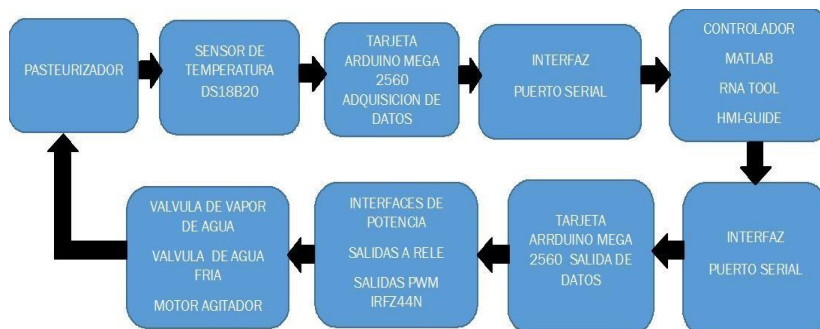 PASTEURIZADOR
SENSOR DE
TEMPERATURA
DS18B20
TARJETA
ARDUINO MEGA
2560
ADQUISICION DE
DATOS
INTERFAZ
PUERTO SERIAL
CONTROLADOR
MATLAB
RNA TOOL
HMI-GUIDE
INTERFAZ
PUERTO SERIAL
TARJETA
ARRDUINO MEGA
2560 SALIDA DE
DATOS
INTERFACES DE
POTENCIA
SALIDAS A RELE
SALIDAS PWM
IRFZ44N
VALVULA DE VAPOR
DE AGUA
VALVULA DE AGUA
FRIA
MOTOR AGITADOR